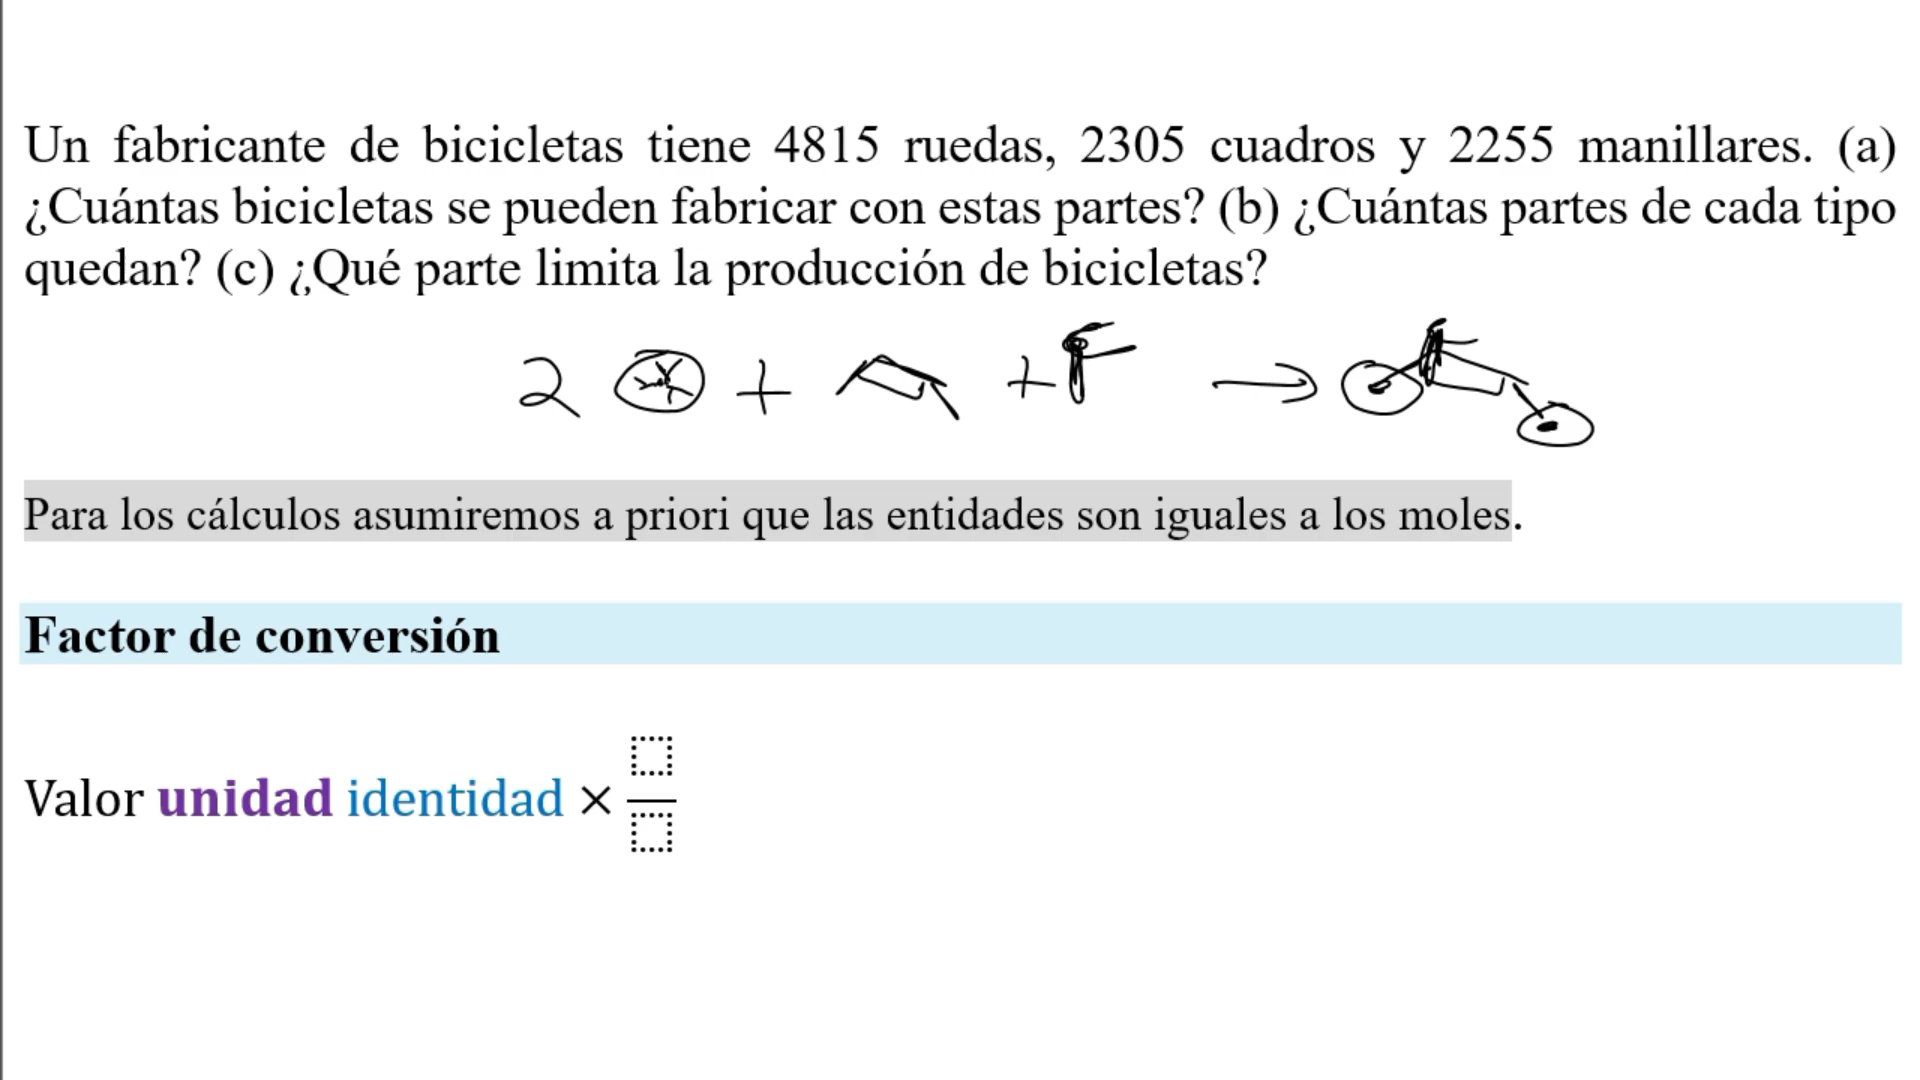 Un fabricante de bicicletas tiene 4815 ruedas, 2305 cuadros y 2255 manillares. (a)
¿Cuántas bicicletas se pueden fabricar con estas partes? (b) ¿Cuántas partes de cada tipo
quedan? (c) ¿Qué parte limita la producción de bicicletas?
2 + + →
Para los cálculos asumiremos a priori que las entidades son iguales a los moles.
Factor de conversión
Valor unidad identidad ×